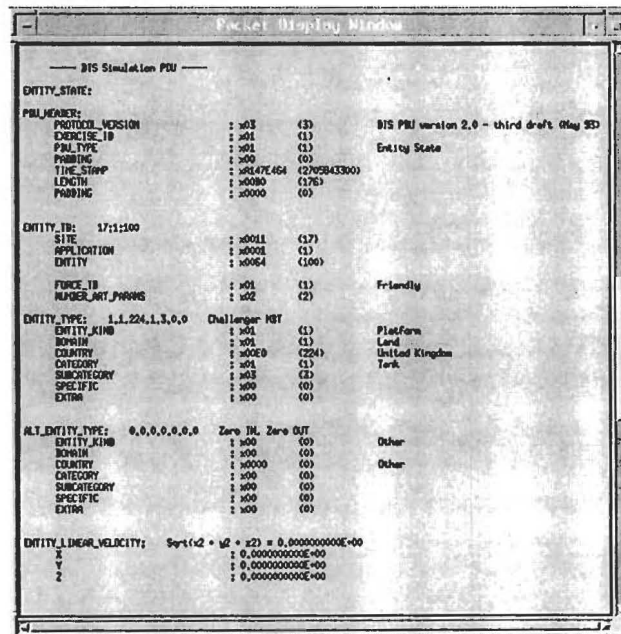 Packet Display Window
---- DIS Simulation PDU ----
ENTITY_STATE:
PDU_HEADER:
PROTOCOL_VERSION : x03 (3) DIS PDU version 2.0 - third draft (May 93)
EXERCISE_ID : x01 (1)
PDU_TYPE : x01 (1) Entity State
PADDING : x00 (0)
TIME_STAMP : xA147E464 (2705843300)
LENGTH : x00B0 (176)
PADDING : x0000 (0)
ENTITY_ID: 17:1:100
SITE : x0011 (17)
APPLICATION : x0001 (1)
ENTITY : x0064 (100)
FORCE_ID : x01 (1) Friendly
NUMBER_ART_PARAMS : x02 (2)
ENTITY_TYPE: 1,1,224,1,3,0,0 Challenger MBT
ENTITY_KIND : x01 (1) Platform
DOMAIN : x01 (1) Land
COUNTRY : x00E0 (224) United Kingdom
CATEGORY : x01 (1) Tank
SUBCATEGORY : x03 (3)
SPECIFIC : x00 (0)
EXTRA : x00 (0)
ALT_ENTITY_TYPE: 0,0,0,0,0,0,0 Zero IN, Zero OUT
ENTITY_KIND : x00 (0) Other
DOMAIN : x00 (0)
COUNTRY : x0000 (0) Other
CATEGORY : x00 (0)
SUBCATEGORY : x00 (0)
SPECIFIC : x00 (0)
EXTRA : x00 (0)
ENTITY_LINEAR_VELOCITY: Sqrt(x2 + y2 + z2) = 0.0000000000E+00
X : 0.0000000000E+00
Y : 0.0000000000E+00
Z : 0.0000000000E+00